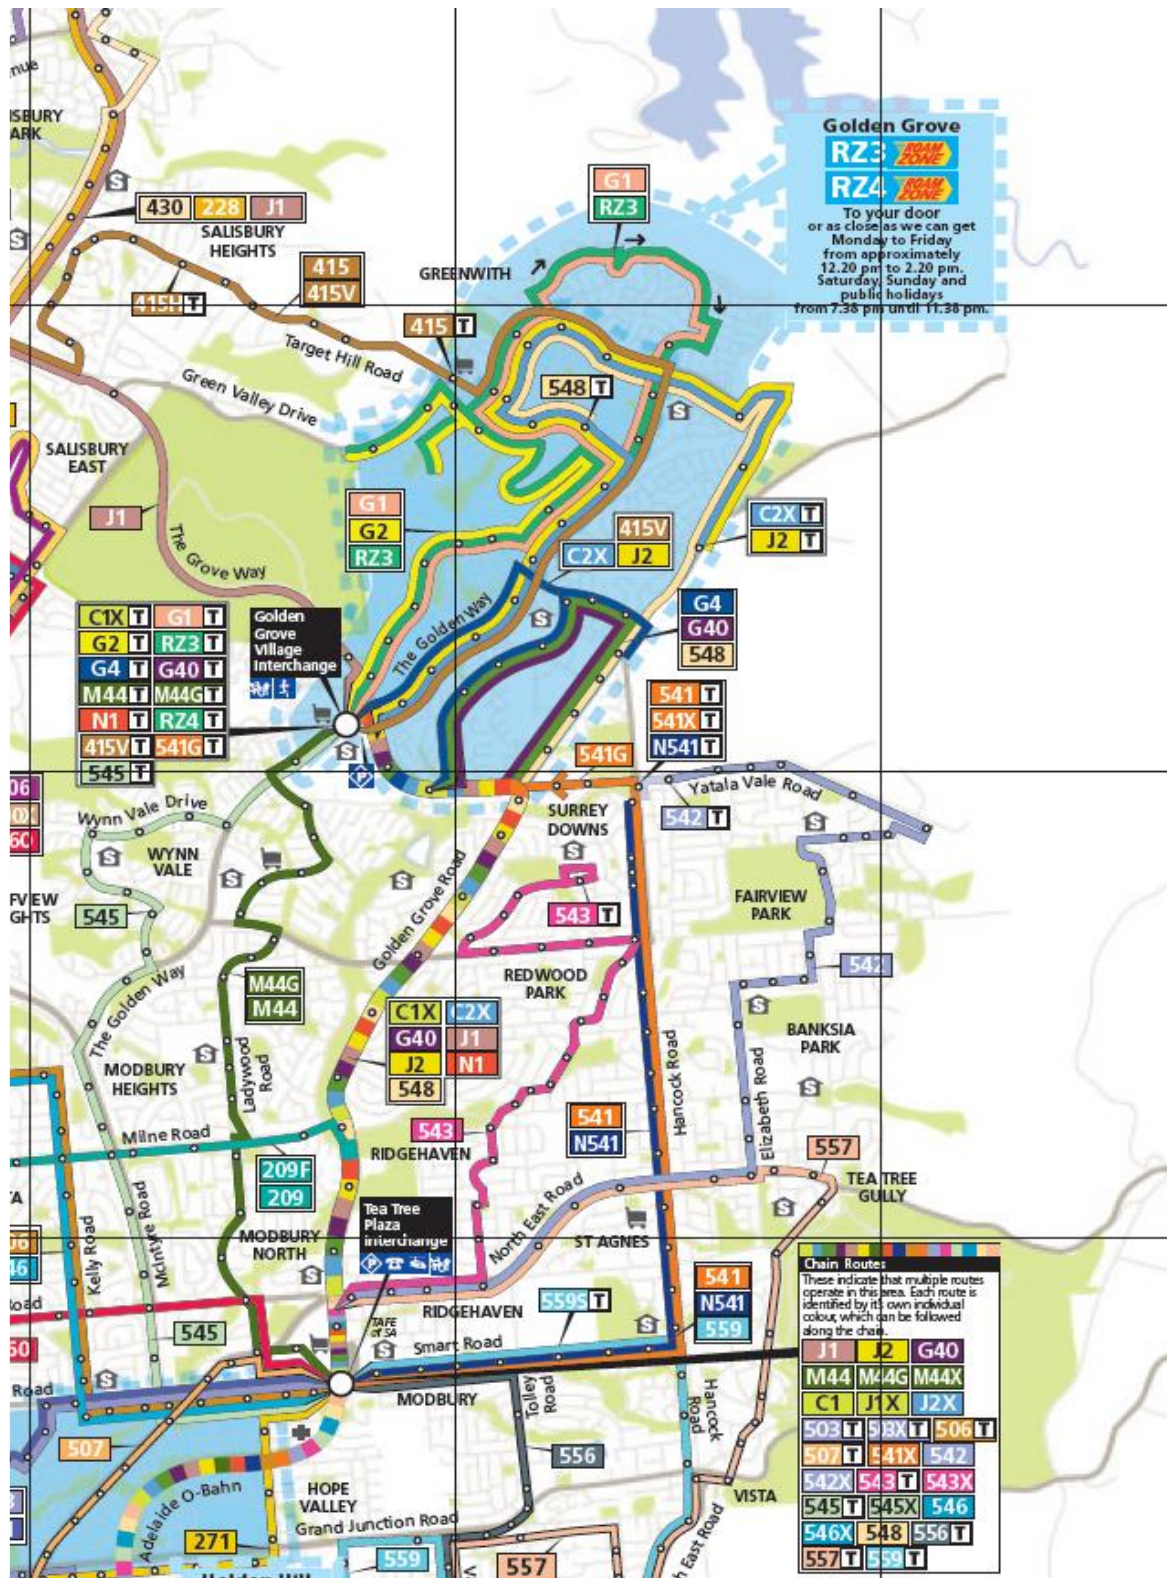 SALISBURY
HEIGHTS
430 228 J1
415
415V
415H T
415 T
GREENWITH
G1
RZ3
Golden Grove
RZ3 ROAM ZONE
RZ4 ROAM ZONE
To your door
or as close as we can get
Monday to Friday
from approximately
12.20 pm to 2.20 pm.
Saturday, Sunday and
public holidays
from 7.38 pm until 11.38 pm.
Target Hill Road
Green Valley Drive
548 T
SALISBURY
EAST
J1
The Grove Way
G1
G2
RZ3
415V
C2X J2
C2X T
J2 T
C1X T G1 T
G2 T RZ3 T
G4 T G40 T
M44 T M44G T
N1 T RZ4 T
415V T 541G T
545 T
Golden
Grove
Village
Interchange
The Golden Way
G4
G40
548
541 T
541X T
N541 T
541G
P
Yatala Vale Road
542 T
SURREY
DOWNS
Wynn Vale Drive
WYNN
VALE
545
543 T
FAIRVIEW
PARK
542
Golden Grove Road
REDWOOD
PARK
M44G
M44
The Golden Way
C1X C2X
G40 J1
J2 N1
548
BANKSIA
PARK
MODBURY
HEIGHTS
Ladywood
Road
Hancock Road
Elizabeth Road
Milne Road
543
RIDGEHAVEN
541
N541
557
TEA TREE
GULLY
209F
209
Tea Tree
Plaza
Interchange
P
North East Road
ST AGNES
MODBURY
NORTH
Kelly Road
McIntyre Road
545
TAFE
of SA
RIDGEHAVEN
559S T
541
N541
559
Smart Road
MODBURY
Tolley
Road
Hancock
Road
507
556
VISTA
Adelaide O-Bahn
HOPE
VALLEY
Grand Junction Road
271
559
557
Chain Routes
These indicate that multiple routes
operate in this area. Each route is
identified by its own individual
colour, which can be followed
along the chain.
J1 J2 G40
M44 M44G M44X
C1 J1X J2X
503 T 503X T 506 T
507 T 541X 542
542X 543 T 543X
545 T 545X 546
546X 548 556 T
557 T 559 T